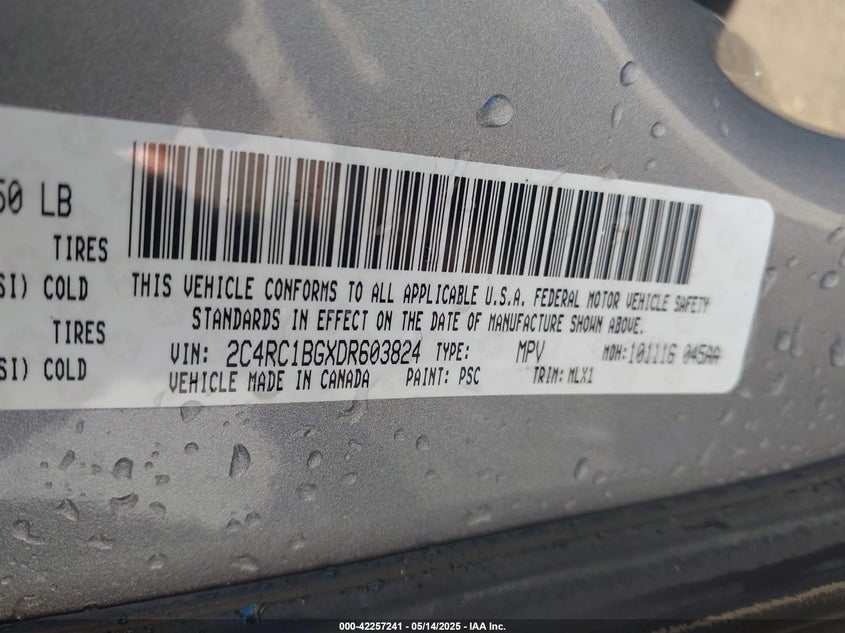 50 LB
TIRES
SI) COLD
TIRES
SI) COLD
THIS VEHICLE CONFORMS TO ALL APPLICABLE U.S.A. FEDERAL MOTOR VEHICLE SAFETY
STANDARDS IN EFFECT ON THE DATE OF MANUFACTURE SHOWN ABOVE.
VIN: 2C4RC1BGXDR603824 TYPE: MPV MDH: 101116 045AA
VEHICLE MADE IN CANADA PAINT: PSC TRIM: MLX1
000-42257241 - 05/14/2025 - IAA Inc.